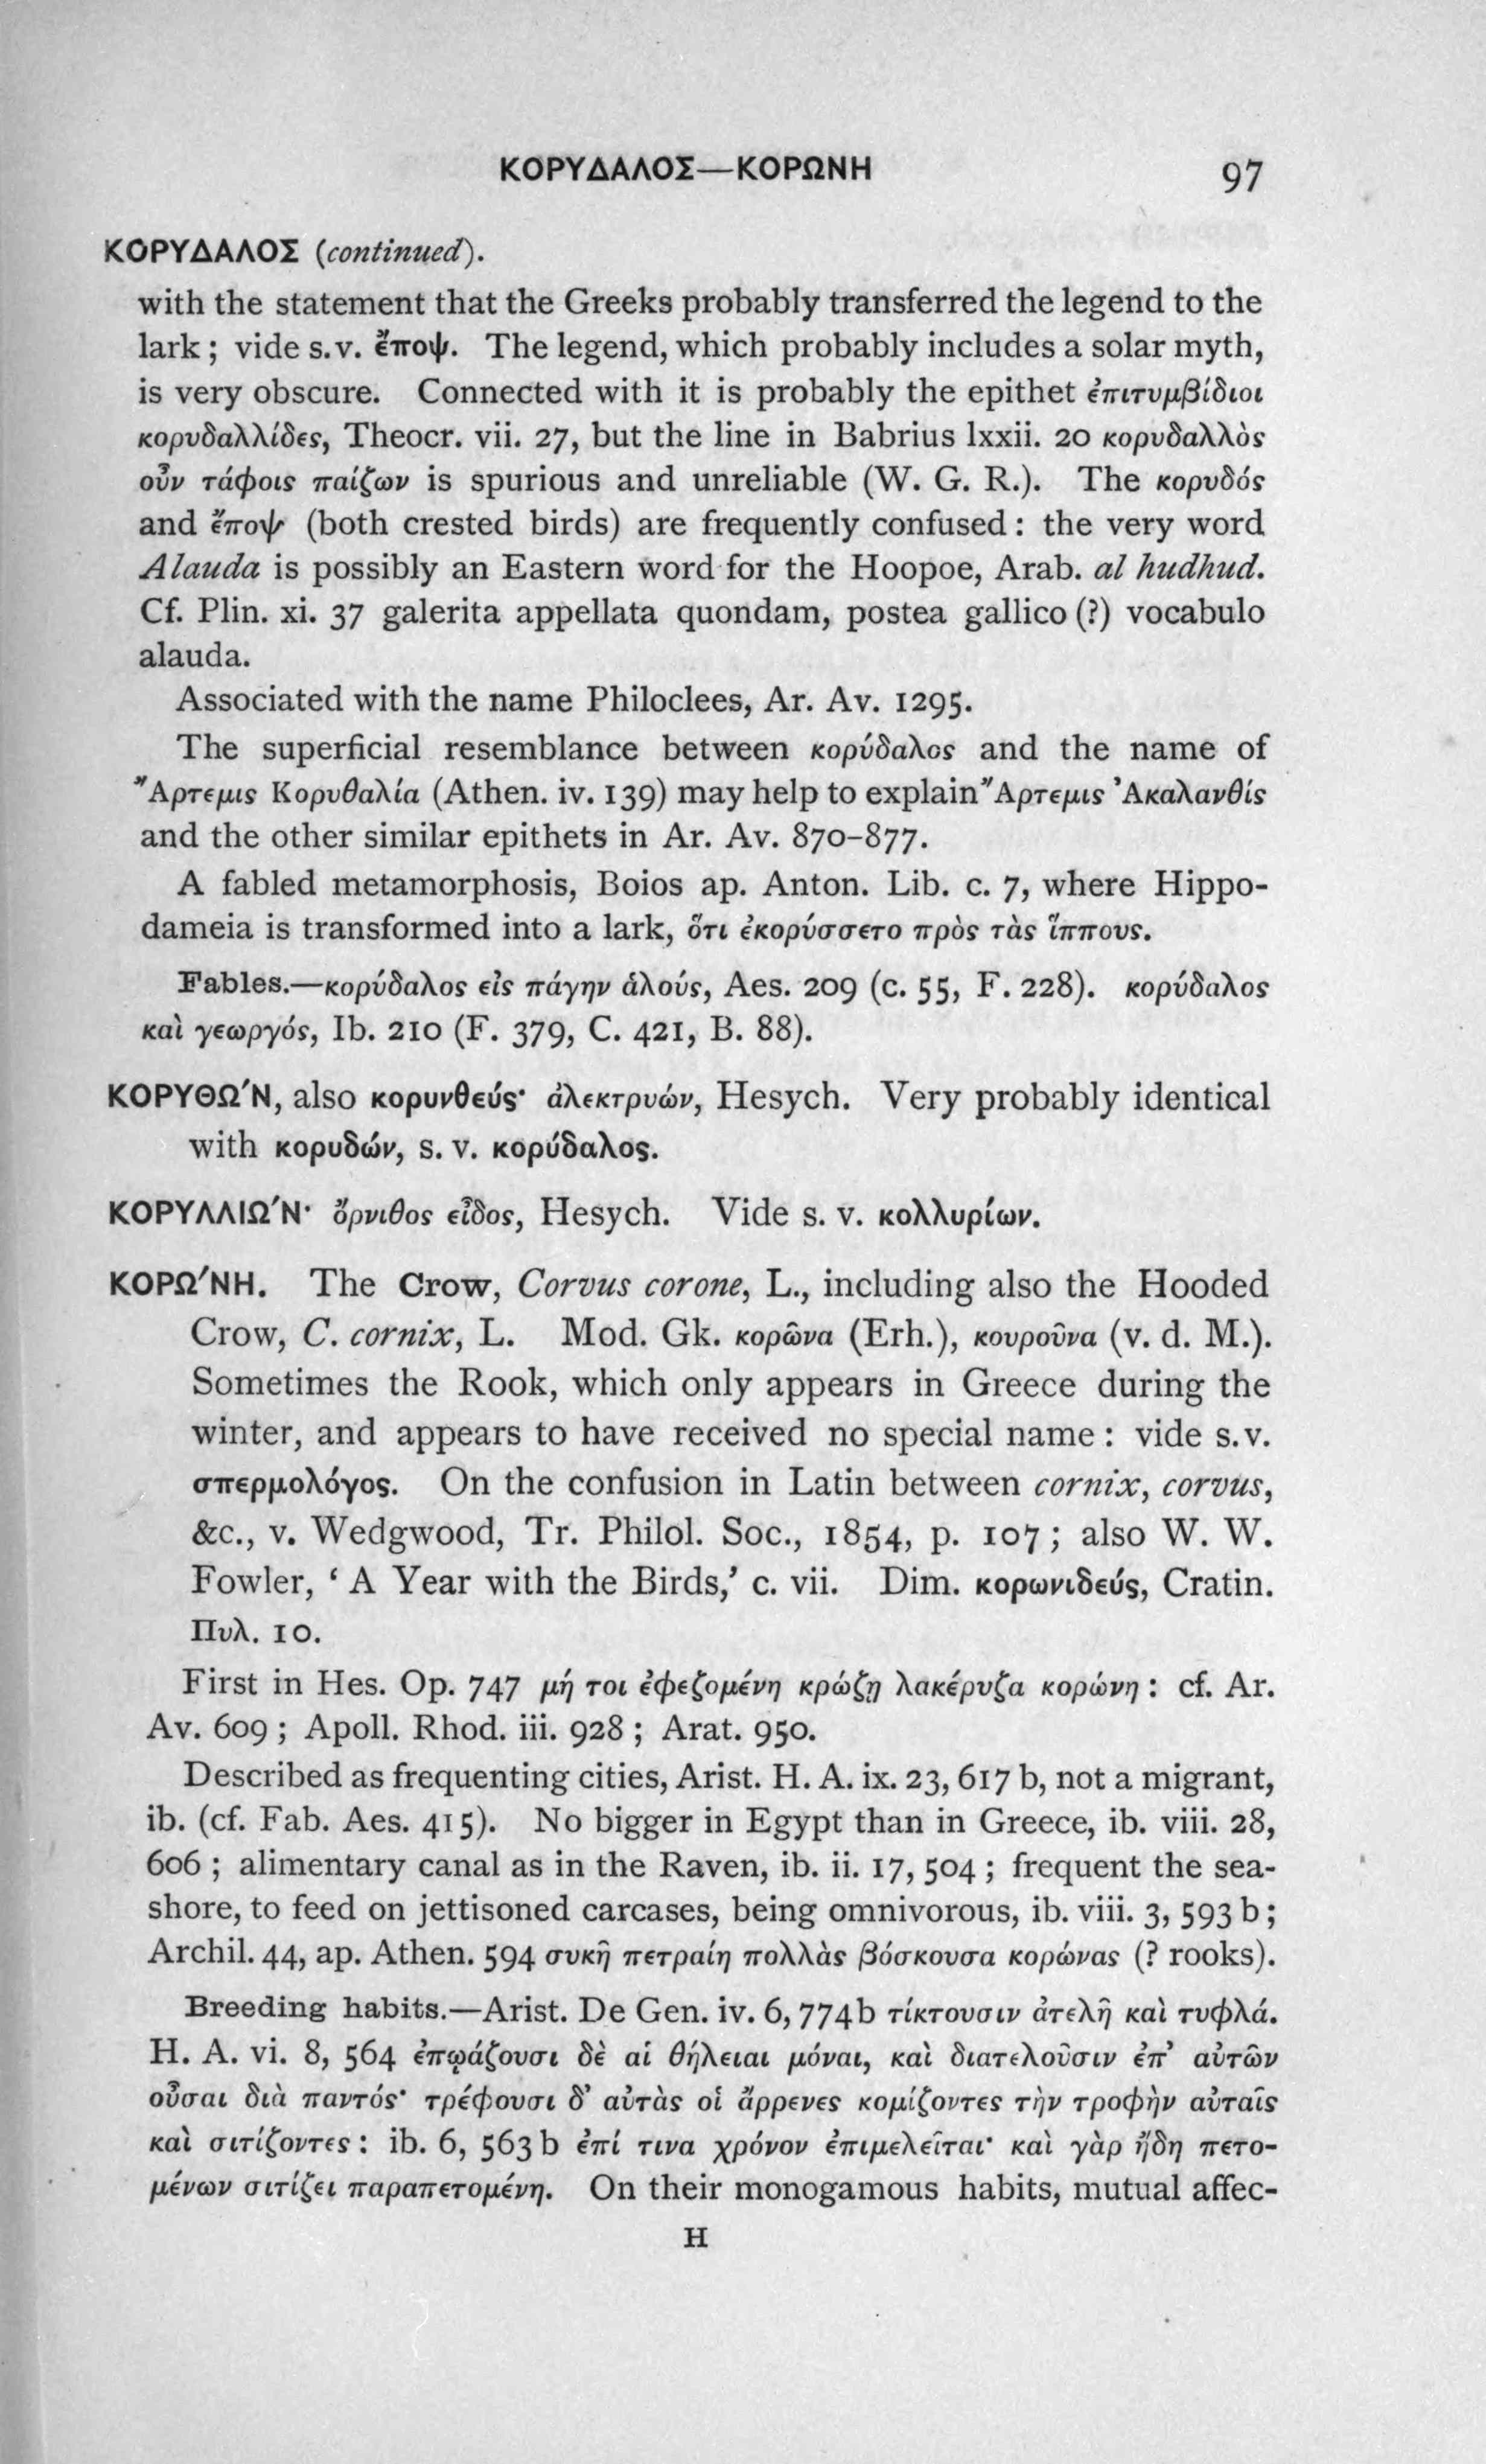 ΚΟΡΥΔΑΛΟΣ—ΚΟΡΩΝΗ 97
ΚΟΡΥΔΑΛΟΣ (continued).
with the statement that the Greeks probably transferred the legend to the
lark ; vide s.v. ἔποψ. The legend, which probably includes a solar myth,
is very obscure. Connected with it is probably the epithet ἐπιτυμβίδιοι
κορυδαλλίδες, Theocr. vii. 27, but the line in Babrius lxxii. 20 κορυδαλλὸς
οὖν τάφοις παίζων is spurious and unreliable (W. G. R.). The κορυδός
and ἔποψ (both crested birds) are frequently confused : the very word
Alauda is possibly an Eastern word for the Hoopoe, Arab. al hudhud.
Cf. Plin. xi. 37 galerita appellata quondam, postea gallico (?) vocabulo
alauda.
Associated with the name Philoclees, Ar. Av. 1295.
The superficial resemblance between κορύδαλος and the name of
Ἄρτεμις Κορυθαλία (Athen. iv. 139) may help to explain Ἄρτεμις Ἀκαλανθίς
and the other similar epithets in Ar. Av. 870–877.
A fabled metamorphosis, Boios ap. Anton. Lib. c. 7, where Hippo-
dameia is transformed into a lark, ὅτι ἐκορύσσετο πρὸς τὰς ἵππους.
Fables.—κορύδαλος εἰς πάγην ἁλούς, Aes. 209 (c. 55, F. 228). κορύδαλος
καὶ γεωργός, Ib. 210 (F. 379, C. 421, B. 88).
ΚΟΡΥΘΩ´Ν, also κορυνθεύς· ἀλεκτρυών, Hesych. Very probably identical
with κορυδών, s. v. κορύδαλος.
ΚΟΡΥΛΛΙΩ´Ν· ὄρνιθος εἶδος, Hesych. Vide s. v. κολλυρίων.
ΚΟΡΩ´ΝΗ. The Crow, Corvus corone, L., including also the Hooded
Crow, C. cornix, L. Mod. Gk. κορῶνα (Erh.), κουροῦνα (v. d. M.).
Sometimes the Rook, which only appears in Greece during the
winter, and appears to have received no special name : vide s.v.
σπερμολόγος. On the confusion in Latin between cornix, corvus,
&c., v. Wedgwood, Tr. Philol. Soc., 1854, p. 107 ; also W. W.
Fowler, ‘ A Year with the Birds,’ c. vii. Dim. κορωνιδεύς, Cratin.
Πυλ. 10.
First in Hes. Op. 747 μή τοι ἐφεζομένη κρώζῃ λακέρυζα κορώνη : cf. Ar.
Av. 609 ; Apoll. Rhod. iii. 928 ; Arat. 950.
Described as frequenting cities, Arist. H. A. ix. 23, 617 b, not a migrant,
ib. (cf. Fab. Aes. 415). No bigger in Egypt than in Greece, ib. viii. 28,
606 ; alimentary canal as in the Raven, ib. ii. 17, 504 ; frequent the sea-
shore, to feed on jettisoned carcases, being omnivorous, ib. viii. 3, 593 b ;
Archil. 44, ap. Athen. 594 συκῆ πετραίη πολλὰς βόσκουσα κορώνας (? rooks).
Breeding habits.—Arist. De Gen. iv. 6, 774 b τίκτουσιν ἀτελῆ καὶ τυφλά.
H. A. vi. 8, 564 ἐπῳάζουσι δὲ αἱ θήλειαι μόναι, καὶ διατελοῦσιν ἐπ’ αὐτῶν
οὖσαι διὰ παντός· τρέφουσι δ’ αὐτὰς οἱ ἄρρενες κομίζοντες τὴν τροφὴν αὐταῖς
καὶ σιτίζοντες : ib. 6, 563 b ἐπί τινα χρόνον ἐπιμελεῖται· καὶ γὰρ ἤδη πετο-
μένων σιτίζει παραπετομένη. On their monogamous habits, mutual affec-
H